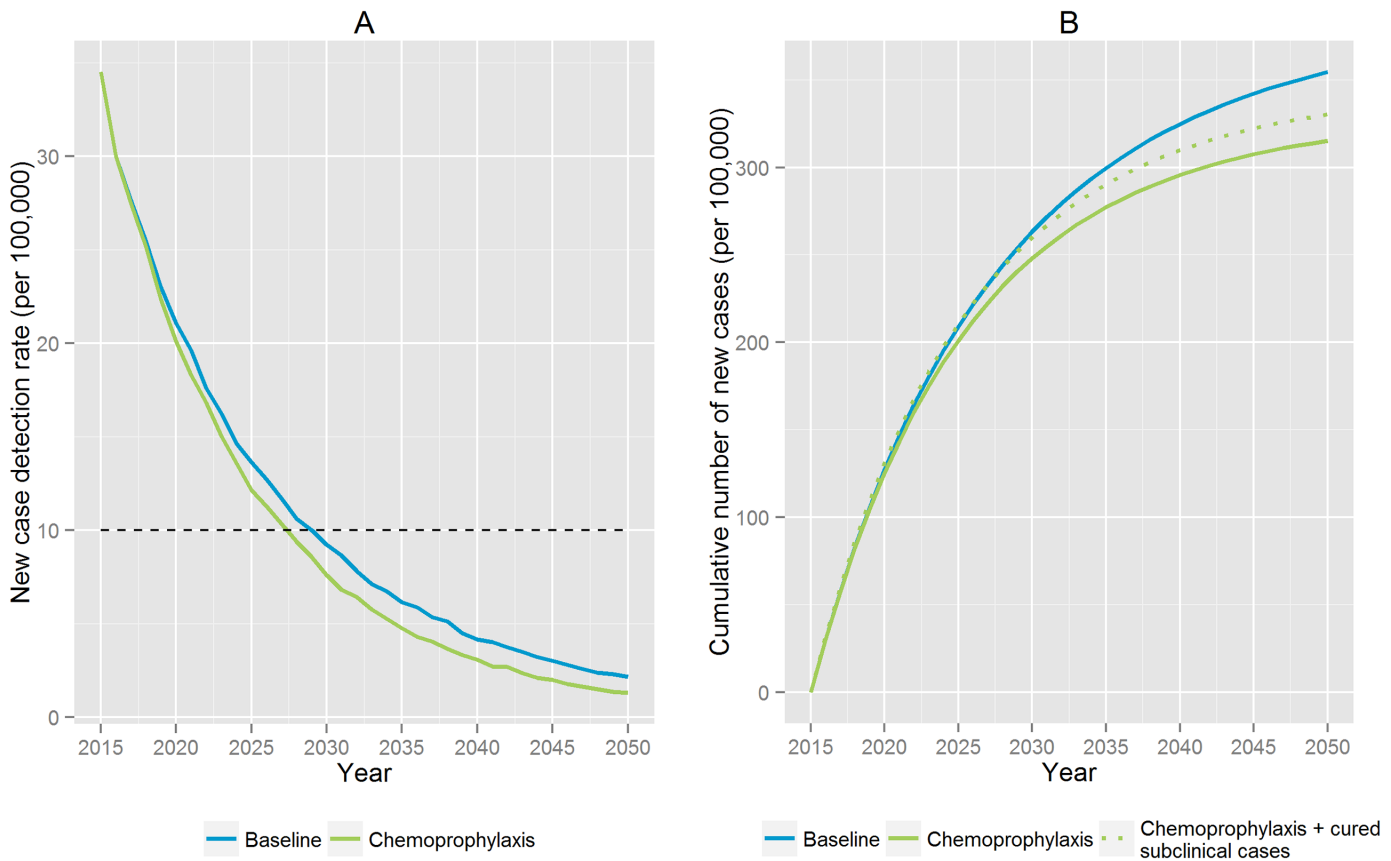 A
New case detection rate (per 100,000)
30
20
10
0
2015 2020 2025 2030 2035 2040 2045 2050
Year
Baseline Chemoprophylaxis
B
Cumulative number of new cases (per 100,000)
300
200
100
0
2015 2020 2025 2030 2035 2040 2045 2050
Year
Baseline Chemoprophylaxis Chemoprophylaxis + cured
subclinical cases